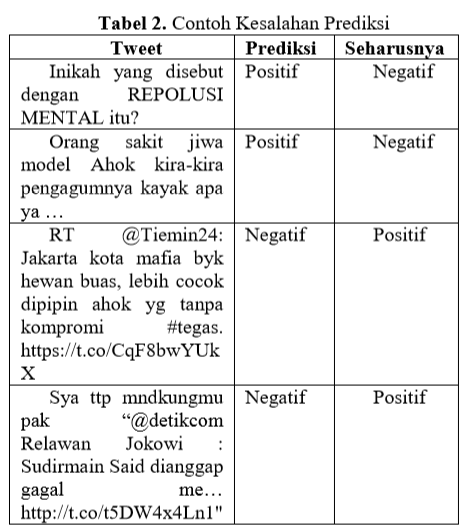 Tabel 2. Contoh Kesalahan Prediksi
Tweet Prediksi Seharusnya
Inikah yang disebut Positif Negatif
dengan REPOLUSI
MENTAL itu?
Orang sakit jiwa Positif Negatif
model Ahok kira-kira
pengagumnya kayak apa
ya …
RT @Tiemin24: Negatif Positif
Jakarta kota mafia byk
hewan buas, lebih cocok
dipipin ahok yg tanpa
kompromi #tegas.
https://t.co/CqF8bwYUk
X
Sya ttp mndkungmu Negatif Positif
pak “@detikcom
Relawan Jokowi :
Sudirmain Said dianggap
gagal me…
http://t.co/t5DW4x4Ln1"